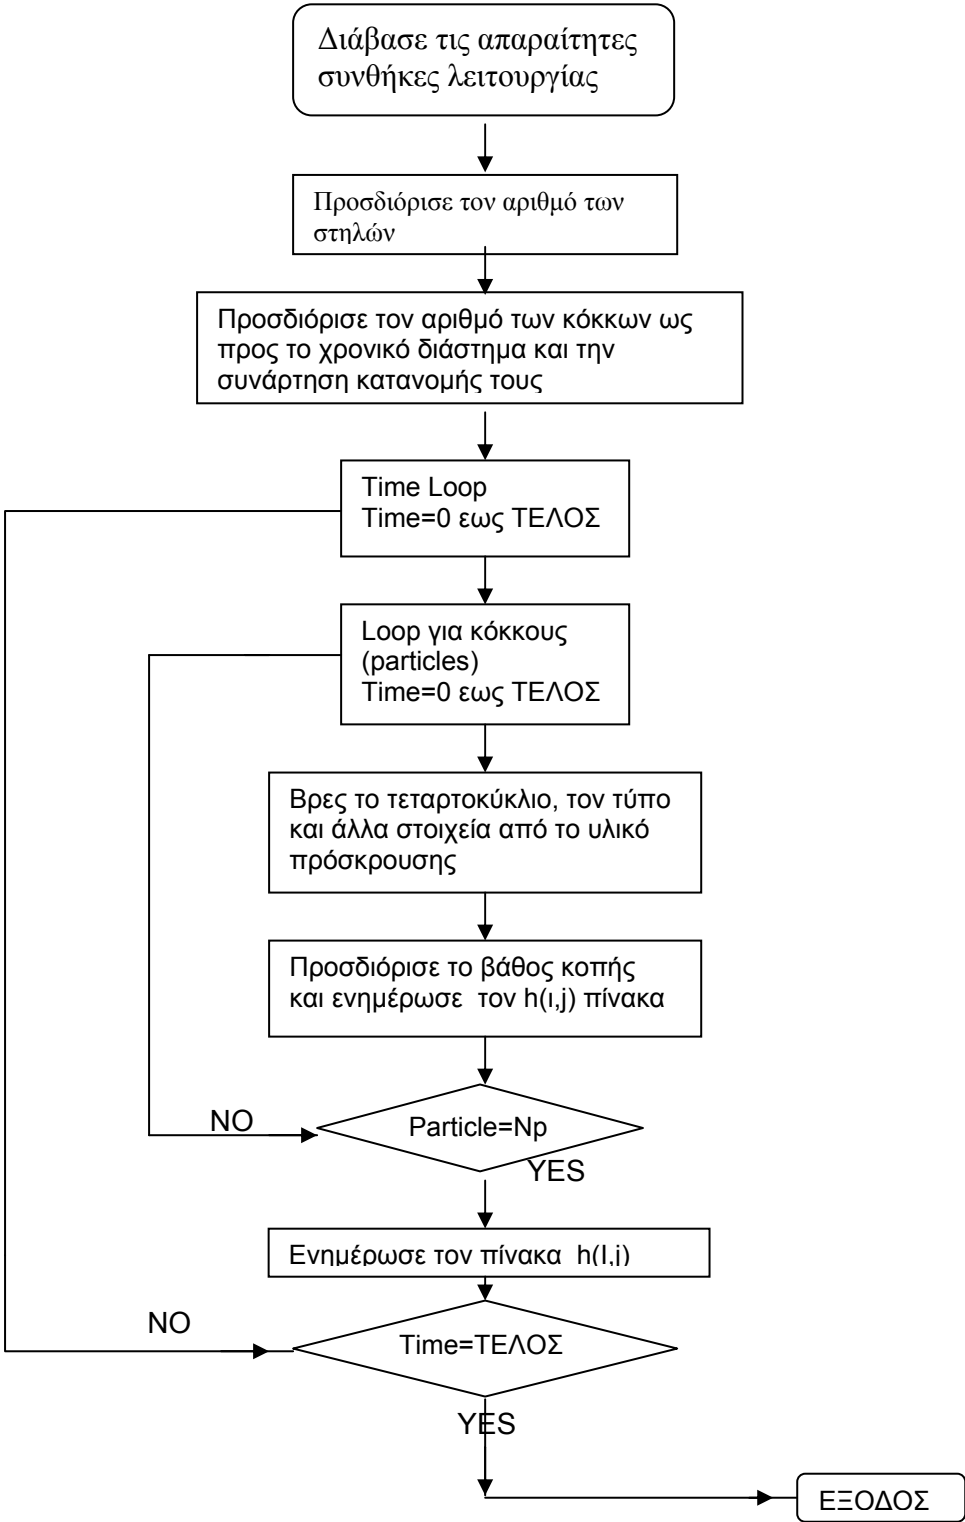 Διάβασε τις απαραίτητες
συνθήκες λειτουργίας
Προσδιόρισε τον αριθμό των
στηλών
Προσδιόρισε τον αριθμό των κόκκων ως
προς το χρονικό διάστημα και την
συνάρτηση κατανομής τους
Time Loop
Time=0 εως ΤΕΛΟΣ
Loop για κόκκους
(particles)
Time=0 εως ΤΕΛΟΣ
Βρες το τεταρτοκύκλιο, τον τύπο
και άλλα στοιχεία από το υλικό
πρόσκρουσης
Προσδιόρισε το βάθος κοπής
και ενημέρωσε τον h(ι,j) πίνακα
NO
Particle=Np
YES
Ενημέρωσε τον πίνακα h(I,j)
NO
Time=ΤΕΛΟΣ
YES
ΕΞΟΔΟΣ